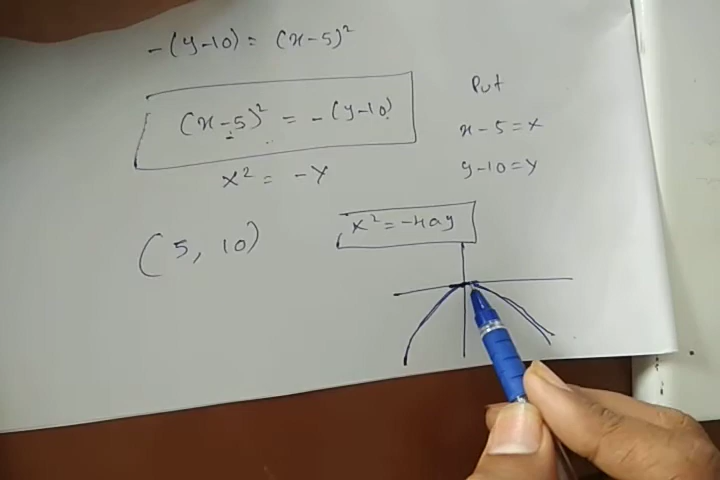 -(y-10) = (x-5)²
(x-5)² = -(y-10)
x² = -y
Put
x-5=x
y-10=y
(5, 10)
x² = -4ay